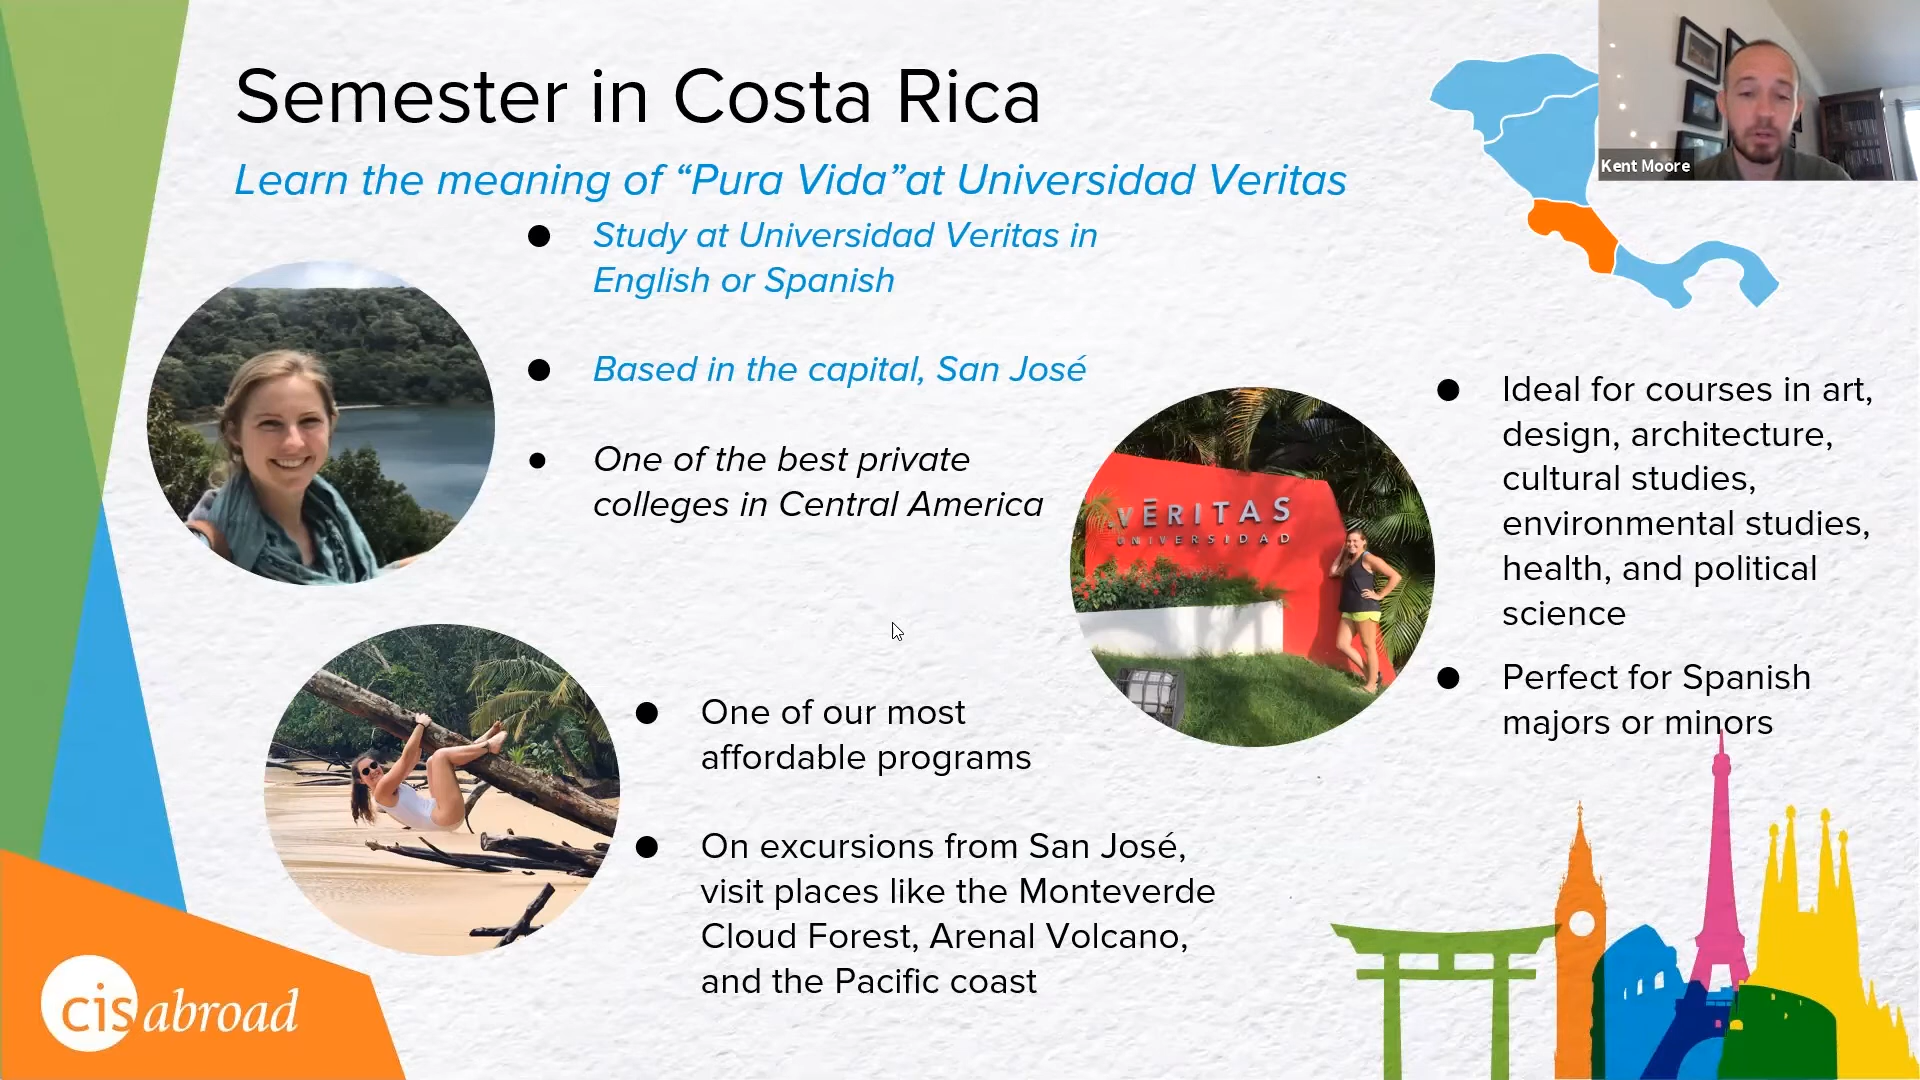 Semester in Costa Rica
Learn the meaning of “Pura Vida”at Universidad Veritas
Study at Universidad Veritas in
English or Spanish
Based in the capital, San José
One of the best private
colleges in Central America
One of our most
affordable programs
On excursions from San José,
visit places like the Monteverde
Cloud Forest, Arenal Volcano,
and the Pacific coast
VĒRITAS
UNIVERSIDAD
Ideal for courses in art,
design, architecture,
cultural studies,
environmental studies,
health, and political
science
Perfect for Spanish
majors or minors
Kent Moore
cis abroad